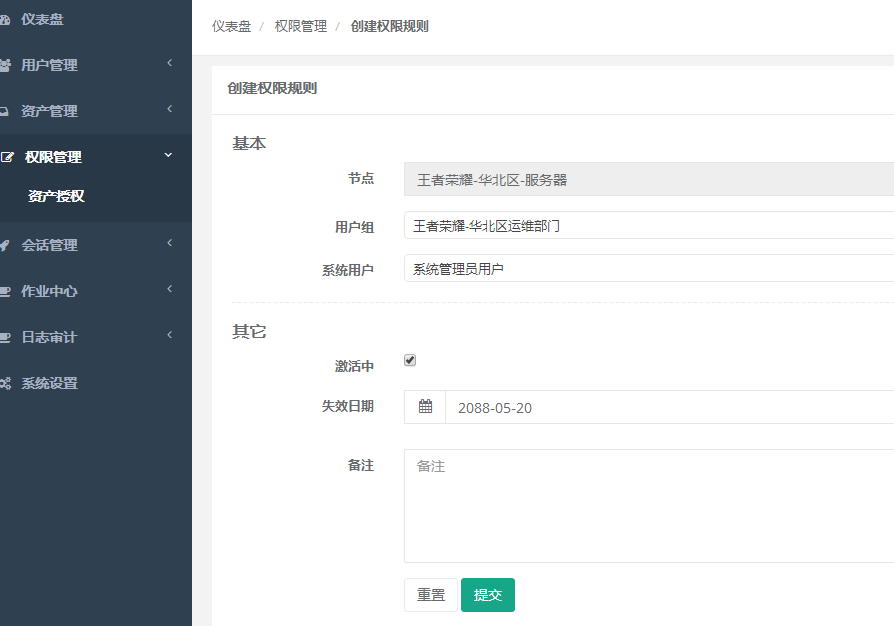 仪表盘
用户管理
资产管理
权限管理
资产授权
会话管理
作业中心
日志审计
系统设置
仪表盘 / 权限管理 / 创建权限规则
创建权限规则
基本
节点 王者荣耀-华北区-服务器
用户组 王者荣耀-华北区运维部门
系统用户 系统管理员用户
其它
激活中
失效日期 2088-05-20
备注 备注
重置 提交